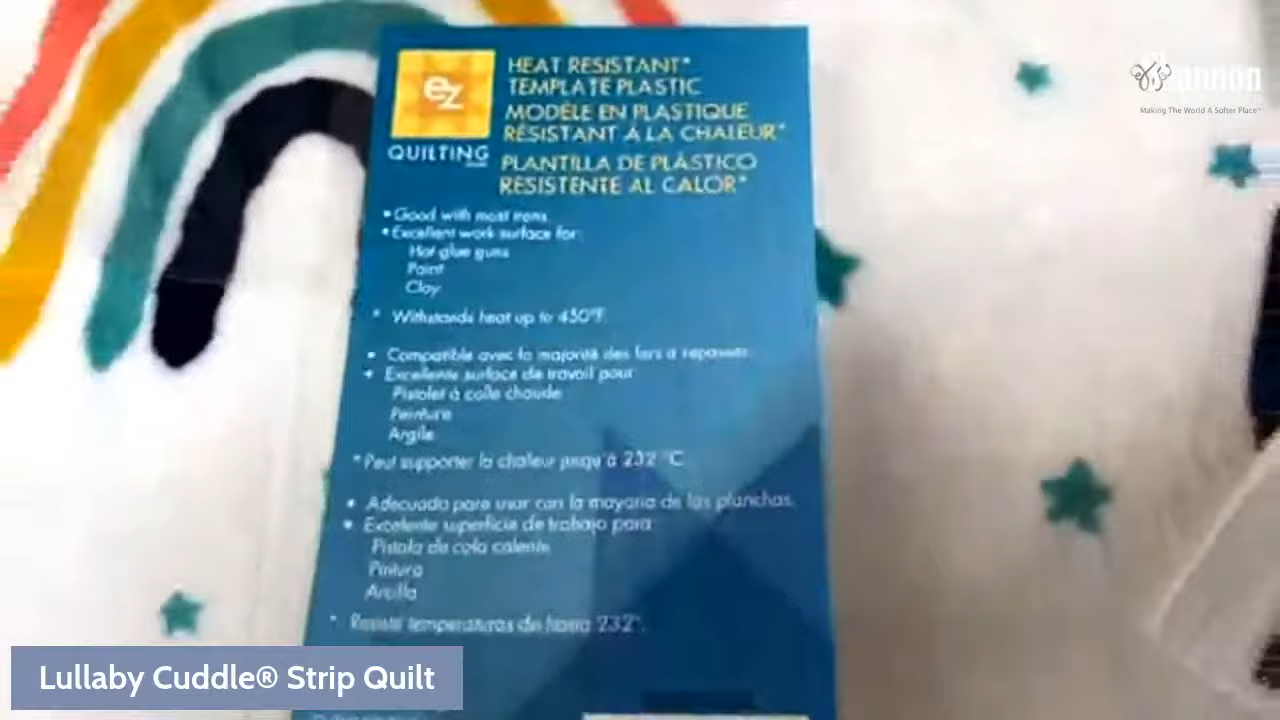 ez
QUILTING
HEAT RESISTANT*
TEMPLATE PLASTIC
MODÈLE EN PLASTIQUE
RÉSISTANT À LA CHALEUR*
PLANTILLA DE PLÁSTICO
RESISTENTE AL CALOR*
• Good with most irons
• Excellent work surface for:
Hot glue guns
Paint
Clay
* Withstands heat up to 450°F.
• Compatible avec la majorité des fers à repasser.
• Excellente surface de travail pour
Pistolet à colle chaude
Peinture
Argile
* Peut supporter la chaleur jusqu'à 232 °C
• Adecuada para usar con la mayoría de las planchas.
• Excelente superficie de trabajo para
Pistola de cola caliente
Pintura
Arcilla
* Resiste temperaturas de hasta 232°.
Making The World A Softer Place™
Lullaby Cuddle® Strip Quilt